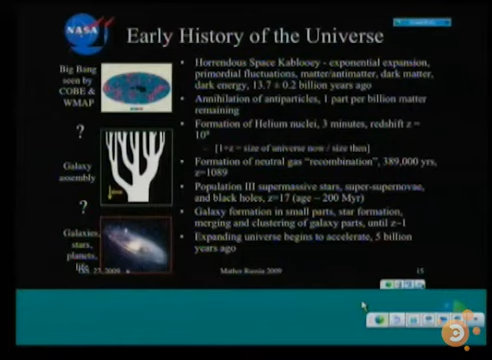 NASA
Early History of the Universe
Big Bang
seen by
COBE &
WMAP
?
Galaxy
assembly
?
Galaxies,
stars,
planets,
life
• Horrendous Space Kablooey - exponential expansion,
primordial fluctuations, matter/antimatter, dark matter,
dark energy, 13.7 ± 0.2 billion years ago
• Annihilation of antiparticles, 1 part per billion matter
remaining
• Formation of Helium nuclei, 3 minutes, redshift z =
10⁹
– [1+z = size of universe now / size then]
• Formation of neutral gas "recombination", 389,000 yrs,
z=1089
• Population III supermassive stars, super-supernovae,
and black holes, z=17 (age ~ 200 Myr)
• Galaxy formation in small parts, star formation,
merging and clustering of galaxy parts, until z~1
• Expanding universe begins to accelerate, 5 billion
years ago
27, 2009
Mather Russia 2009
15